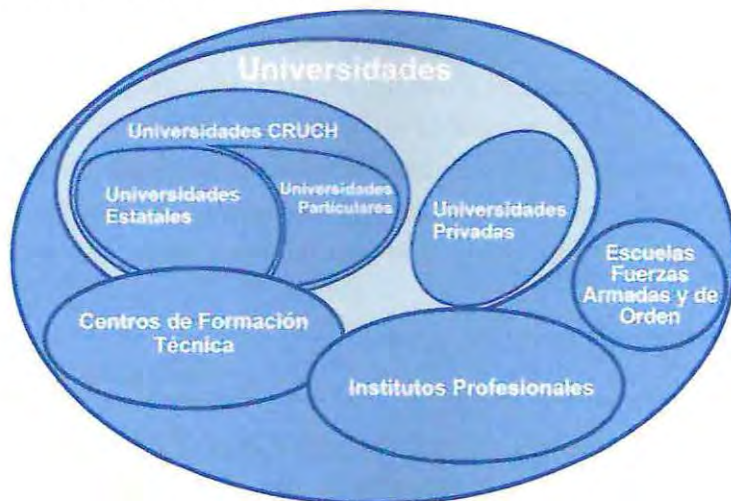 Universidades
Universidades CRUCH
Universidades
Estatales
Universidades
Particulares
Universidades
Privadas
Escuelas
Fuerzas
Armadas y de
Orden
Centros de Formación
Técnica
Institutos Profesionales